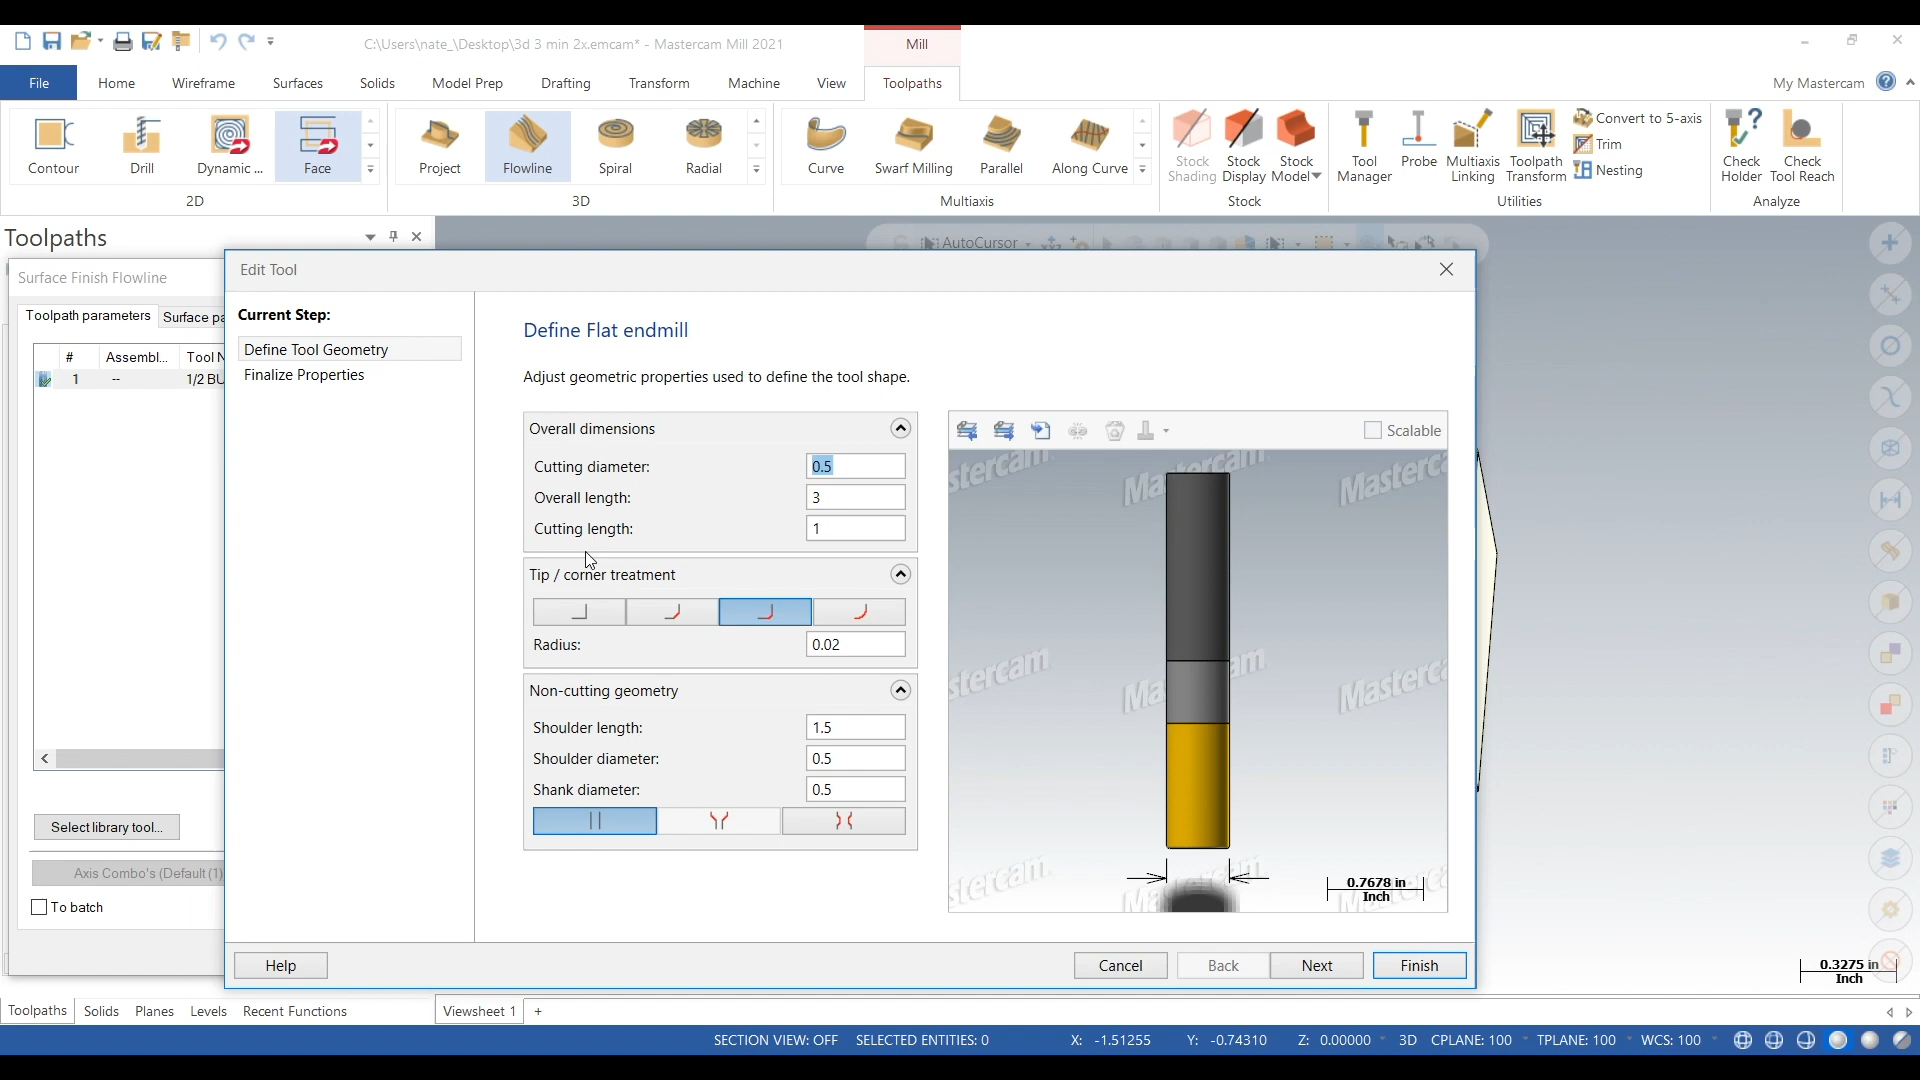 C:\Users\nate_\Desktop\3d 3 min 2x.emcam* - Mastercam Mill 2021
Mill
File Home Wireframe Surfaces Solids Model Prep Drafting Transform Machine View Toolpaths My Mastercam
Contour Drill Dynamic ... Face
2D
Project Flowline Spiral Radial
3D
Curve Swarf Milling Parallel Along Curve
Multiaxis
Stock Shading
Stock Display
Stock Model
Stock
Tool Manager
Probe
Multiaxis Linking
Toolpath Transform
Convert to 5-axis
Trim
Nesting
Utilities
Check Holder
Check Tool Reach
Analyze
Toolpaths
AutoCursor
Surface Finish Flowline
Toolpath parameters Surface pa
# Assembl... Tool N
1 -- 1/2 BU
Select library tool...
Axis Combo's (Default (1)
To batch
Edit Tool
Current Step:
Define Tool Geometry
Finalize Properties
Define Flat endmill
Adjust geometric properties used to define the tool shape.
Overall dimensions
Cutting diameter: 0.5
Overall length: 3
Cutting length: 1
Tip / corner treatment
Radius: 0.02
Non-cutting geometry
Shoulder length: 1.5
Shoulder diameter: 0.5
Shank diameter: 0.5
Scalable
0.7678 in
Inch
Help Cancel Back Next Finish
0.3275 in
Inch
Toolpaths Solids Planes Levels Recent Functions
Viewsheet 1 +
SECTION VIEW: OFF SELECTED ENTITIES: 0 X: -1.51255 Y: -0.74310 Z: 0.00000 3D CPLANE: 100 TPLANE: 100 WCS: 100